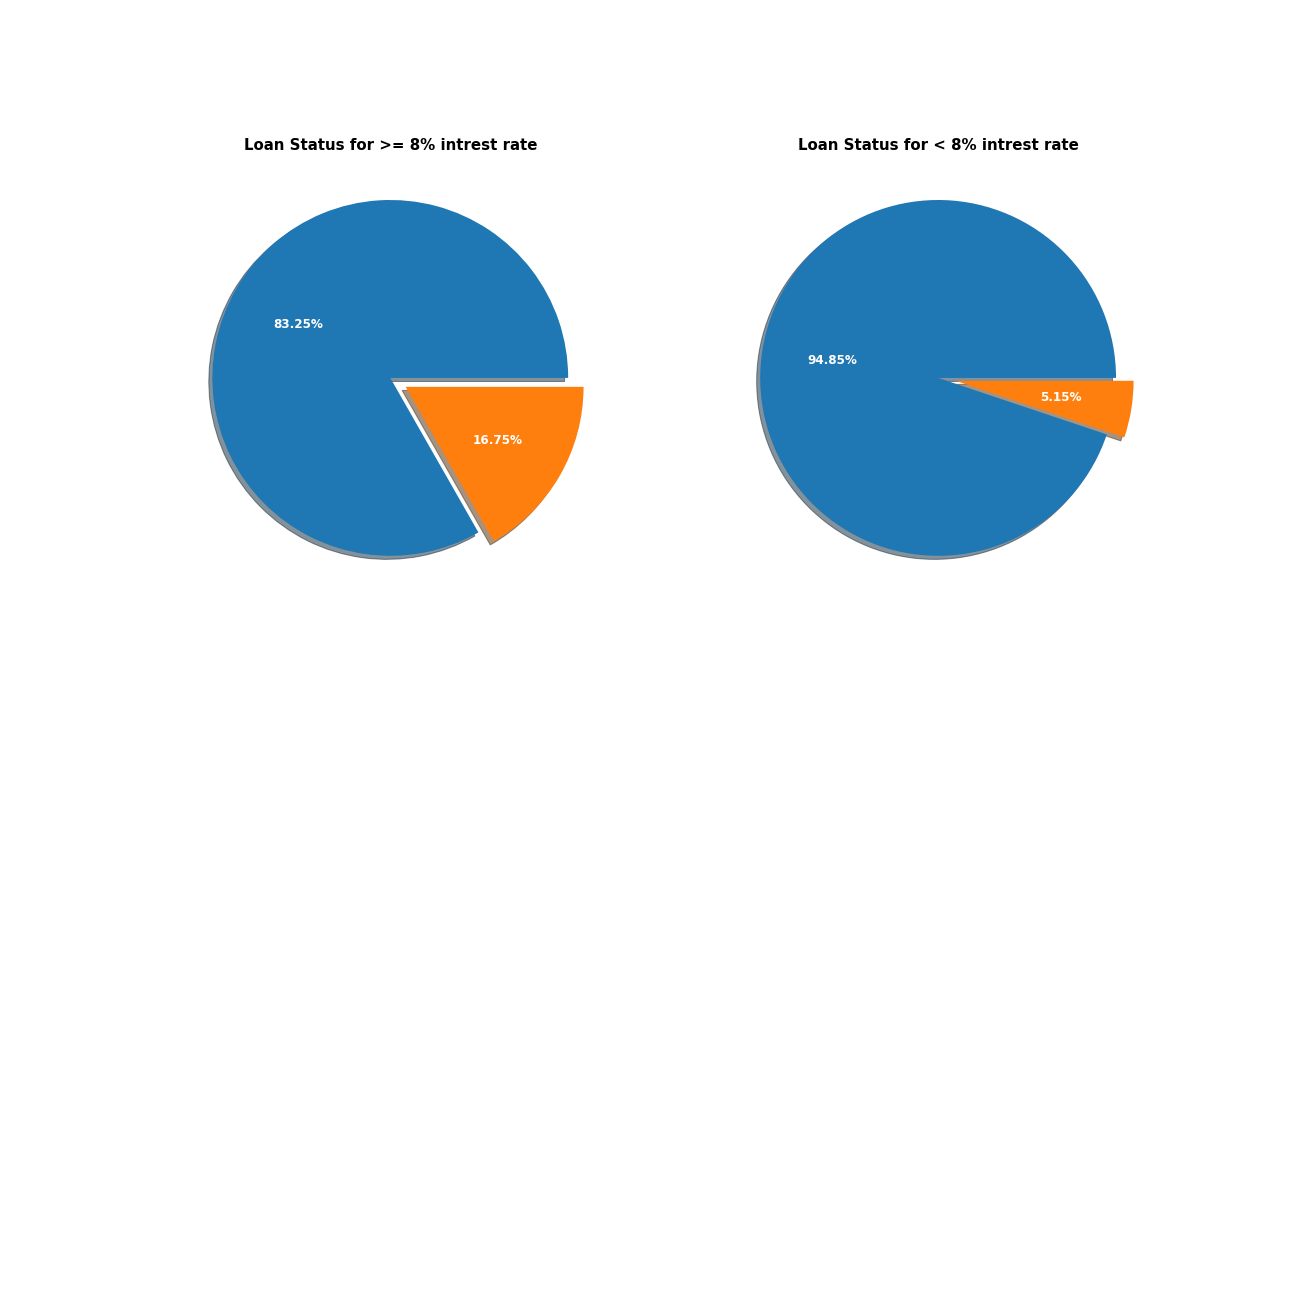 Loan Status for >= 8% intrest rate
83.25%
16.75%
Loan Status for < 8% intrest rate
94.85%
5.15%